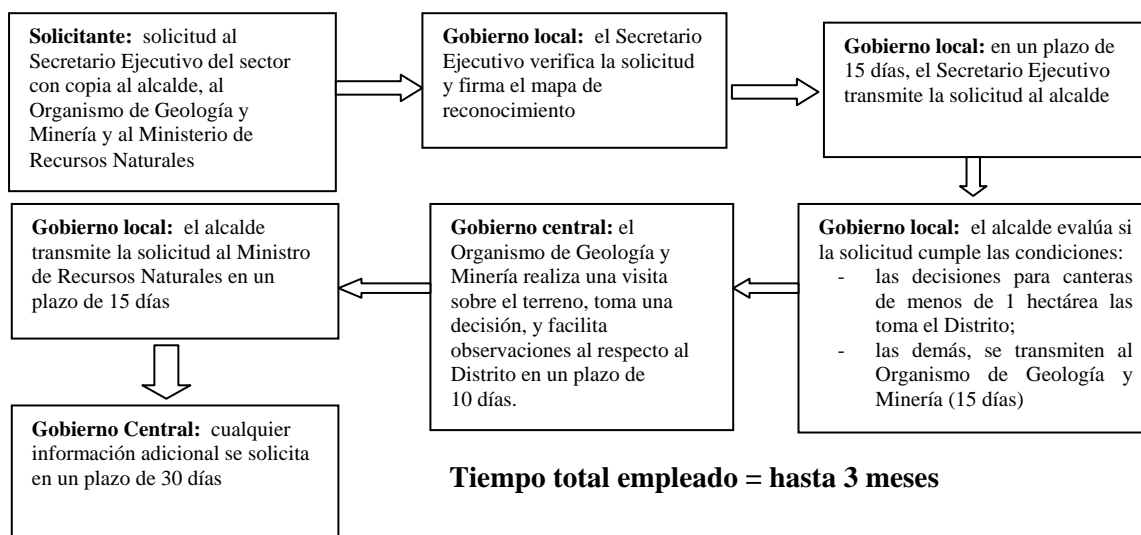 Solicitante: solicitud al
Secretario Ejecutivo del sector
con copia al alcalde, al
Organismo de Geología y
Minería y al Ministerio de
Recursos Naturales
Gobierno local: el Secretario
Ejecutivo verifica la solicitud
y firma el mapa de
reconocimiento
Gobierno local: en un plazo de
15 días, el Secretario Ejecutivo
transmite la solicitud al alcalde
Gobierno local: el alcalde evalúa si
la solicitud cumple las condiciones:
- las decisiones para canteras
de menos de 1 hectárea las
toma el Distrito;
- las demás, se transmiten al
Organismo de Geología y
Minería (15 días)
Gobierno central: el
Organismo de Geología y
Minería realiza una visita
sobre el terreno, toma una
decisión, y facilita
observaciones al respecto al
Distrito en un plazo de
10 días.
Gobierno local: el alcalde
transmite la solicitud al Ministro
de Recursos Naturales en un
plazo de 15 días
Gobierno Central: cualquier
información adicional se solicita
en un plazo de 30 días
Tiempo total empleado = hasta 3 meses